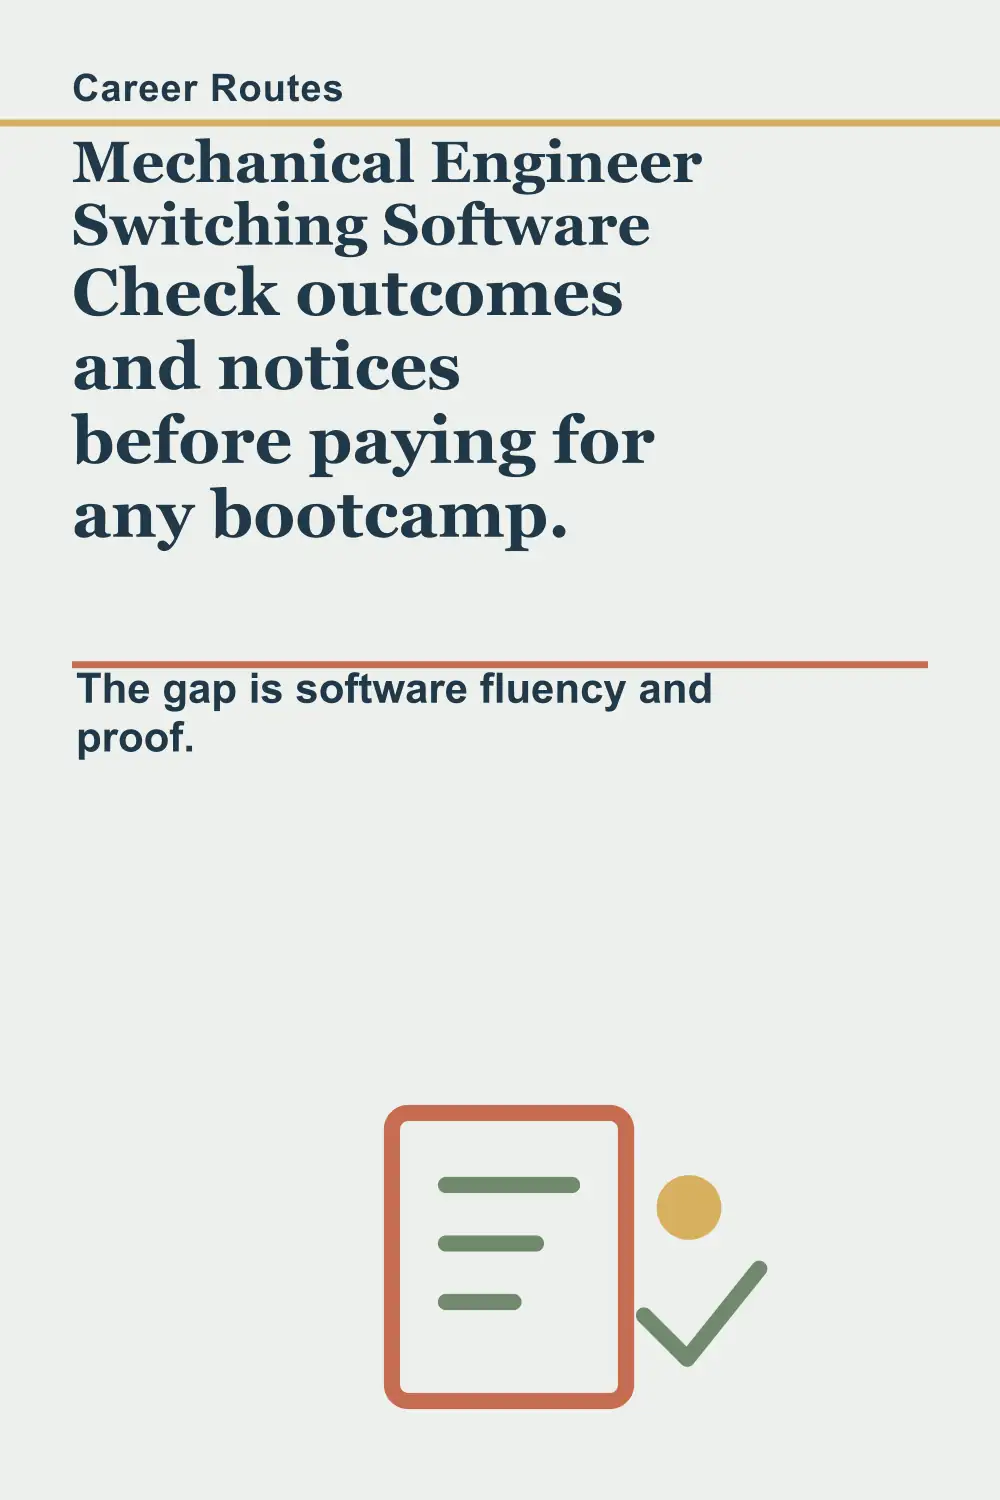 Career Routes
Mechanical Engineer
Switching Software
Check outcomes
and notices
before paying for
any bootcamp.
The gap is software fluency and
proof.